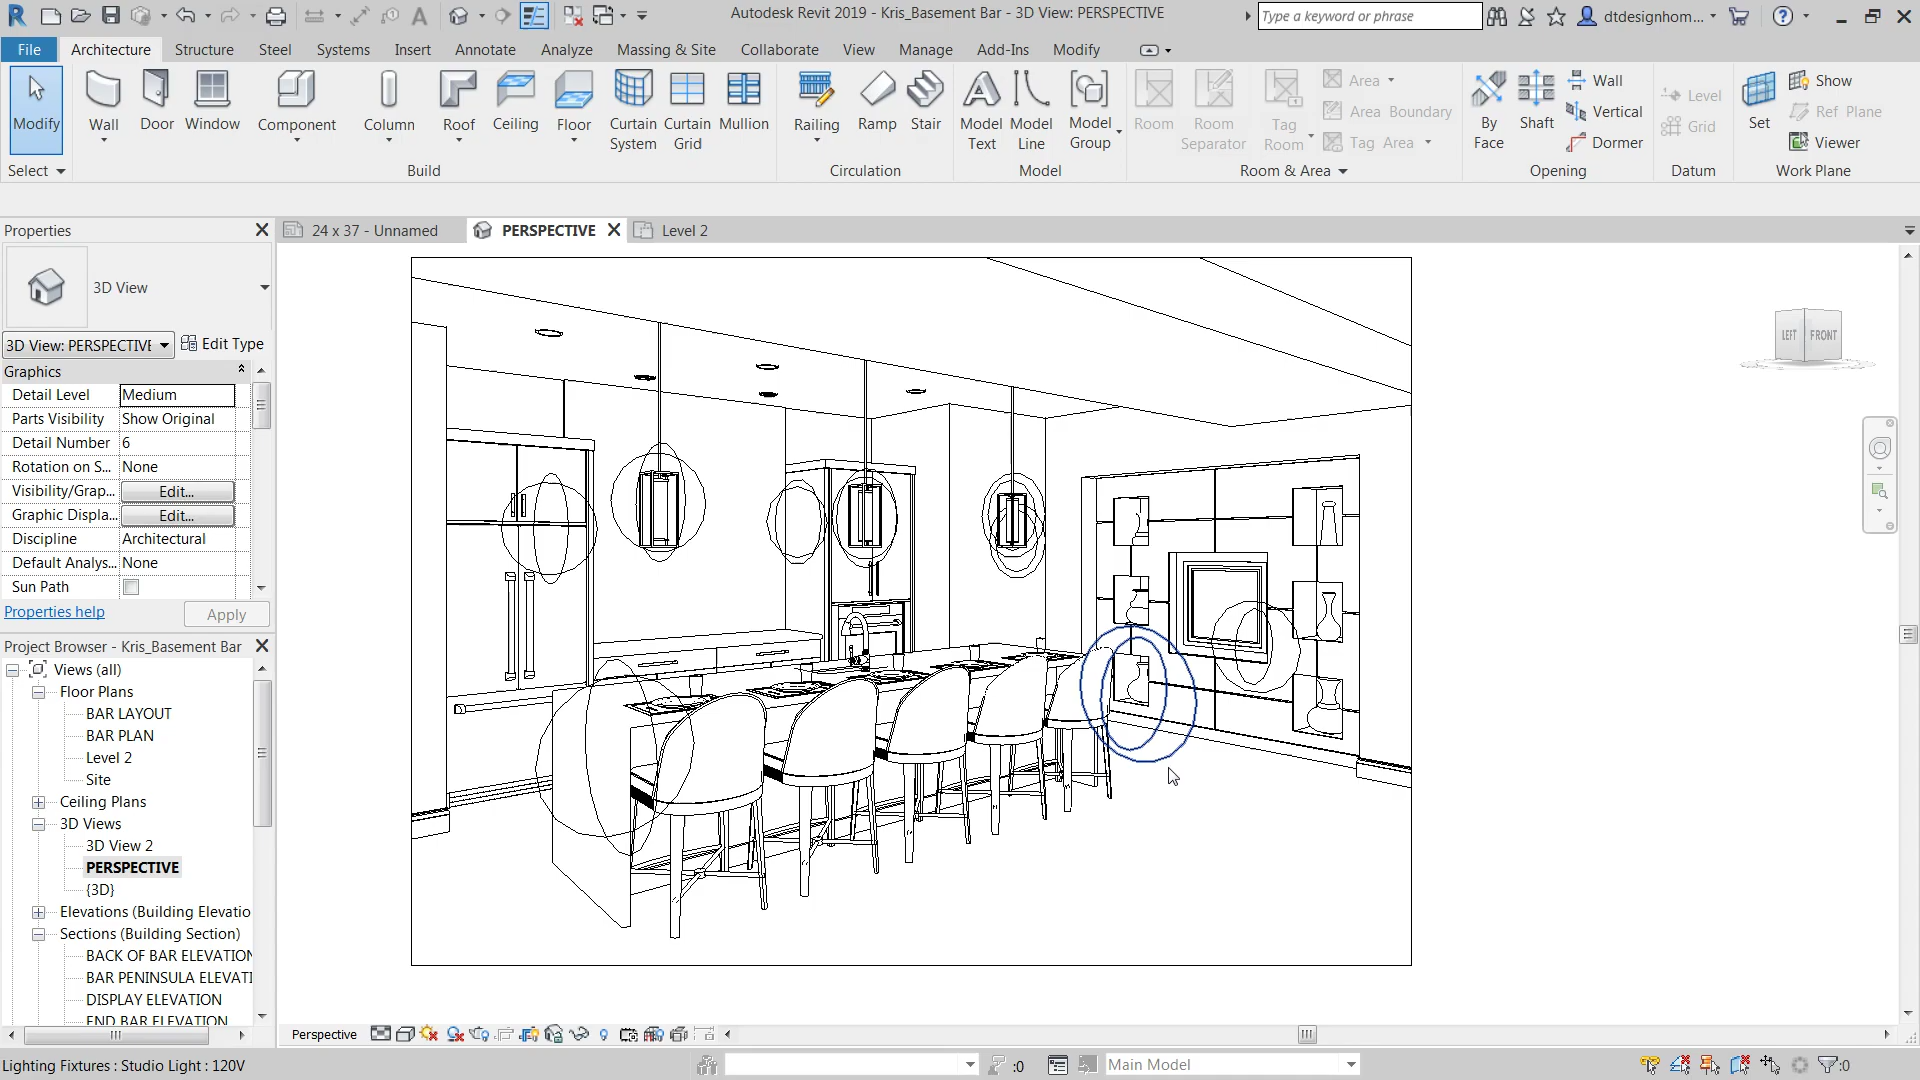 Autodesk Revit 2019 - Kris_Basement Bar - 3D View: PERSPECTIVE
Type a keyword or phrase
dtdesignhom...
File
Architecture
Structure
Steel
Systems
Insert
Annotate
Analyze
Massing & Site
Collaborate
View
Manage
Add-Ins
Modify
Modify
Wall
Door
Window
Component
Column
Roof
Ceiling
Floor
Curtain
System
Curtain
Grid
Mullion
Railing
Ramp
Stair
Model
Text
Model
Line
Model
Group
Room
Room
Separator
Tag
Room
Area
Area Boundary
Tag Area
By
Face
Shaft
Wall
Vertical
Dormer
Level
Grid
Set
Show
Ref Plane
Viewer
Select
Build
Circulation
Model
Room & Area
Opening
Datum
Work Plane
Properties
24 x 37 - Unnamed
PERSPECTIVE
Level 2
3D View
3D View: PERSPECTIVE
Edit Type
Graphics
Detail Level Medium
Parts Visibility Show Original
Detail Number 6
Rotation on S... None
Visibility/Grap... Edit...
Graphic Displa... Edit...
Discipline Architectural
Default Analys... None
Sun Path
Properties help
Apply
LEFT
FRONT
Project Browser - Kris_Basement Bar
Views (all)
Floor Plans
BAR LAYOUT
BAR PLAN
Level 2
Site
Ceiling Plans
3D Views
3D View 2
PERSPECTIVE
{3D}
Elevations (Building Elevatio
Sections (Building Section)
BACK OF BAR ELEVATION
BAR PENINSULA ELEVATI
DISPLAY ELEVATION
END BAR ELEVATION
Perspective
Lighting Fixtures : Studio Light : 120V
:0
Main Model
:0